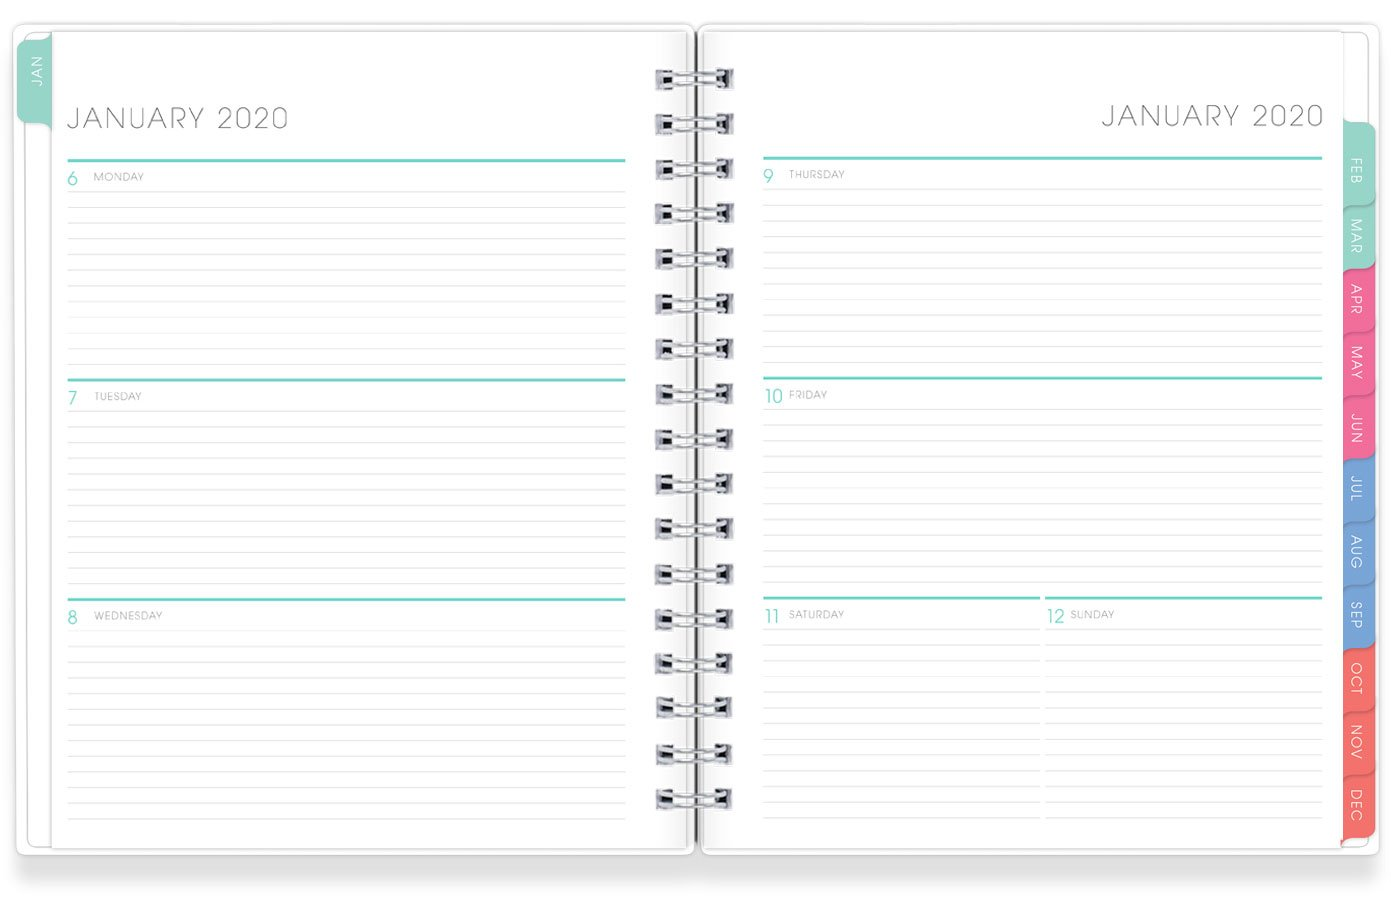 JAN
JANUARY 2020
6 MONDAY
7 TUESDAY
8 WEDNESDAY
JANUARY 2020
9 THURSDAY
10 FRIDAY
11 SATURDAY
12 SUNDAY
FEB
MAR
APR
MAY
JUN
JUL
AUG
SEP
OCT
NOV
DEC